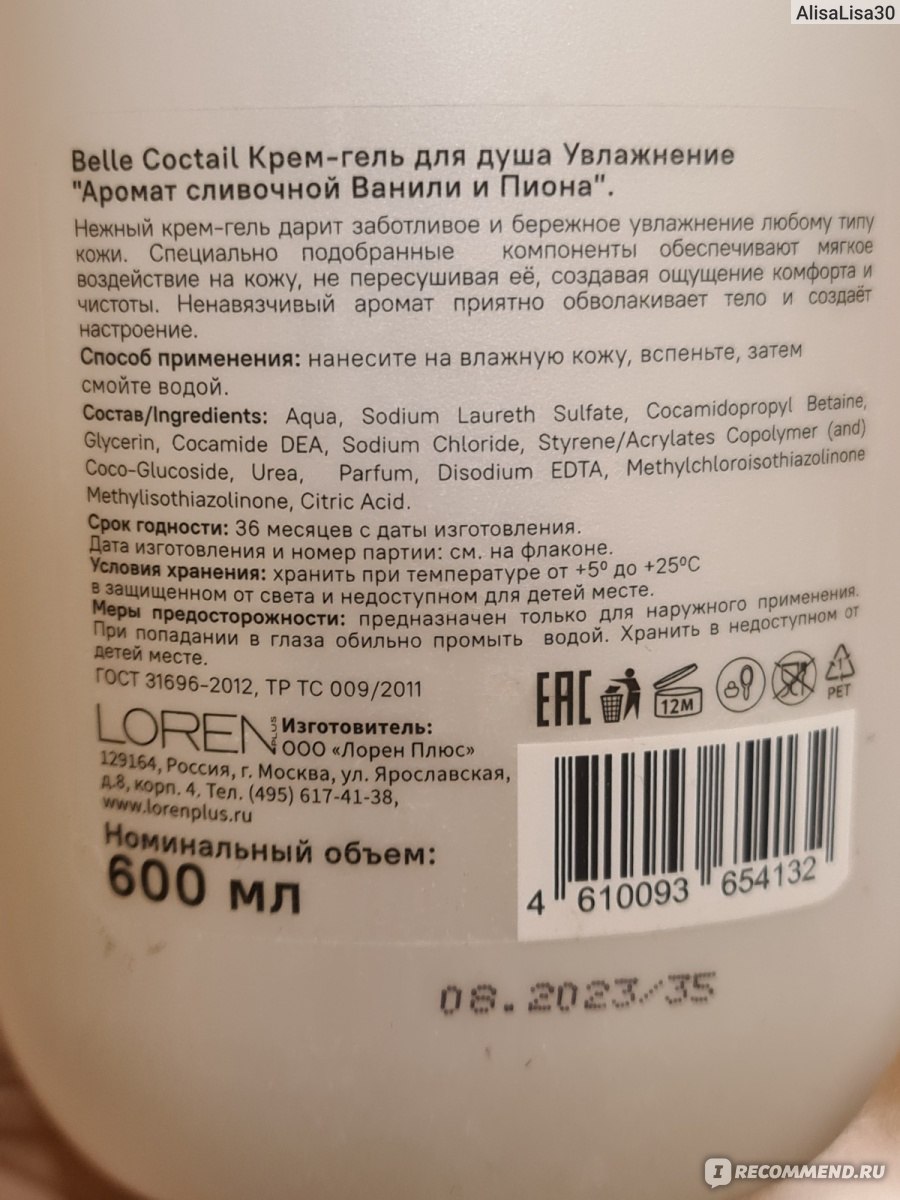 AlisaLisa30
Belle Coctail Крем-гель для душа Увлажнение
"Аромат сливочной Ванили и Пиона".
Нежный крем-гель дарит заботливое и бережное увлажнение любому типу
кожи. Специально подобранные компоненты обеспечивают мягкое
воздействие на кожу, не пересушивая её, создавая ощущение комфорта и
чистоты. Ненавязчивый аромат приятно обволакивает тело и создаёт
настроение.
Способ применения: нанесите на влажную кожу, вспеньте, затем
смойте водой.
Состав/Ingredients: Aqua, Sodium Laureth Sulfate, Cocamidopropyl Betaine,
Glycerin, Cocamide DEA, Sodium Chloride, Styrene/Acrylates Copolymer (and)
Coco-Glucoside, Urea, Parfum, Disodium EDTA, Methylchloroisothiazolinone
Methylisothiazolinone, Citric Acid.
Срок годности: 36 месяцев с даты изготовления.
Дата изготовления и номер партии: см. на флаконе.
Условия хранения: хранить при температуре от +5º до +25ºС
в защищенном от света и недоступном для детей месте.
Меры предосторожности: предназначен только для наружного применения.
При попадании в глаза обильно промыть водой. Хранить в недоступном от
детей месте.
ГОСТ 31696-2012, ТР ТС 009/2011
EAC
12М
1
PET
LOREN PLUS
Изготовитель:
ООО «Лорен Плюс»
129164, Россия, г. Москва, ул. Ярославская,
д.8, корп. 4, Тел. (495) 617-41-38,
www.lorenplus.ru
Номинальный объем:
600 мл
4 610093 654132
08.2023/35
I RECOMMEND.RU